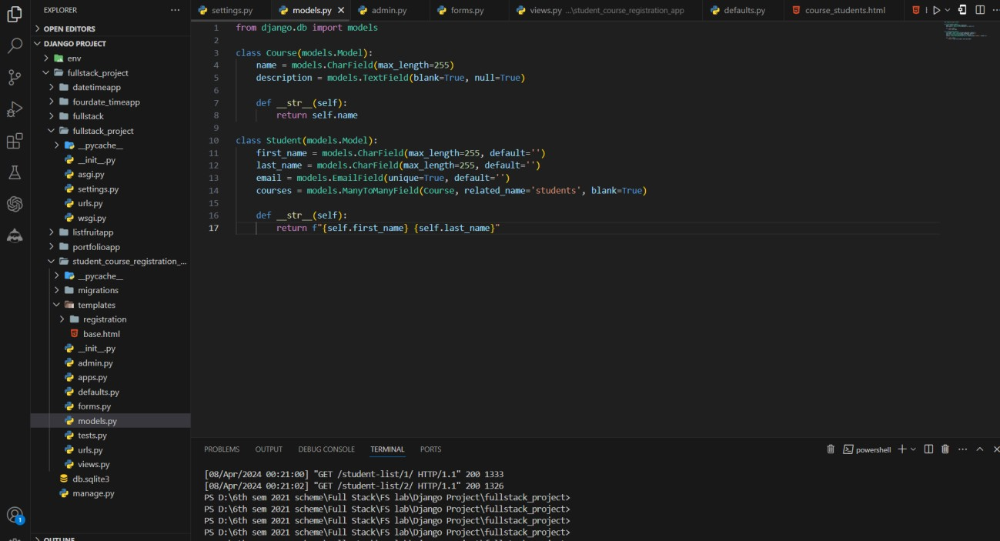 EXPLORER
OPEN EDITORS
DJANGO PROJECT
env
fullstack_project
datetimeapp
fourdate_timeapp
fullstack
fullstack_project
__pycache__
__init__.py
asgi.py
settings.py
urls.py
wsgi.py
listfruitapp
portfolioapp
student_course_registration_...
__pycache__
migrations
templates
registration
base.html
__init__.py
admin.py
apps.py
defaults.py
forms.py
models.py
tests.py
urls.py
views.py
db.sqlite3
manage.py
OUTLINE
1
settings.py models.py admin.py forms.py views.py ...\student_course_registration_app defaults.py course_students.html
1 from django.db import models
2
3 class Course(models.Model):
4     name = models.CharField(max_length=255)
5     description = models.TextField(blank=True, null=True)
6
7     def __str__(self):
8         return self.name
9
10 class Student(models.Model):
11     first_name = models.CharField(max_length=255, default='')
12     last_name = models.CharField(max_length=255, default='')
13     email = models.EmailField(unique=True, default='')
14     courses = models.ManyToManyField(Course, related_name='students', blank=True)
15
16     def __str__(self):
17         return f"{self.first_name} {self.last_name}"
PROBLEMS OUTPUT DEBUG CONSOLE TERMINAL PORTS powershell
[08/Apr/2024 00:21:00] "GET /student-list/1/ HTTP/1.1" 200 1333
[08/Apr/2024 00:21:02] "GET /student-list/2/ HTTP/1.1" 200 1326
PS D:\6th sem 2021 scheme\Full Stack\FS lab\Django Project\fullstack_project>
PS D:\6th sem 2021 scheme\Full Stack\FS lab\Django Project\fullstack_project>
PS D:\6th sem 2021 scheme\Full Stack\FS lab\Django Project\fullstack_project>
PS D:\6th sem 2021 scheme\Full Stack\FS lab\Django Project\fullstack_project>